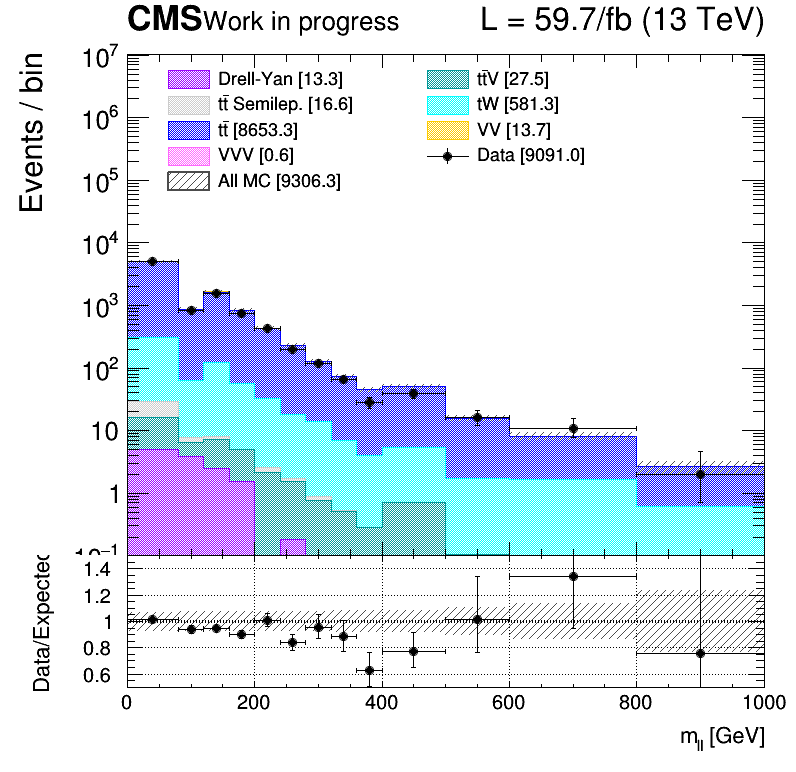 CMS Work in progress L = 59.7/fb (13 TeV)
Events / bin
10⁷
10⁶
10⁵
10⁴
10³
10²
10
1
10⁻¹
Drell-Yan [13.3]
tt̄ Semilep. [16.6]
tt̄ [8653.3]
VVV [0.6]
All MC [9306.3]
tt̄V [27.5]
tW [581.3]
VV [13.7]
Data [9091.0]
Data/Expected
1.4
1.2
1
0.8
0.6
0 200 400 600 800 1000
m_ll [GeV]